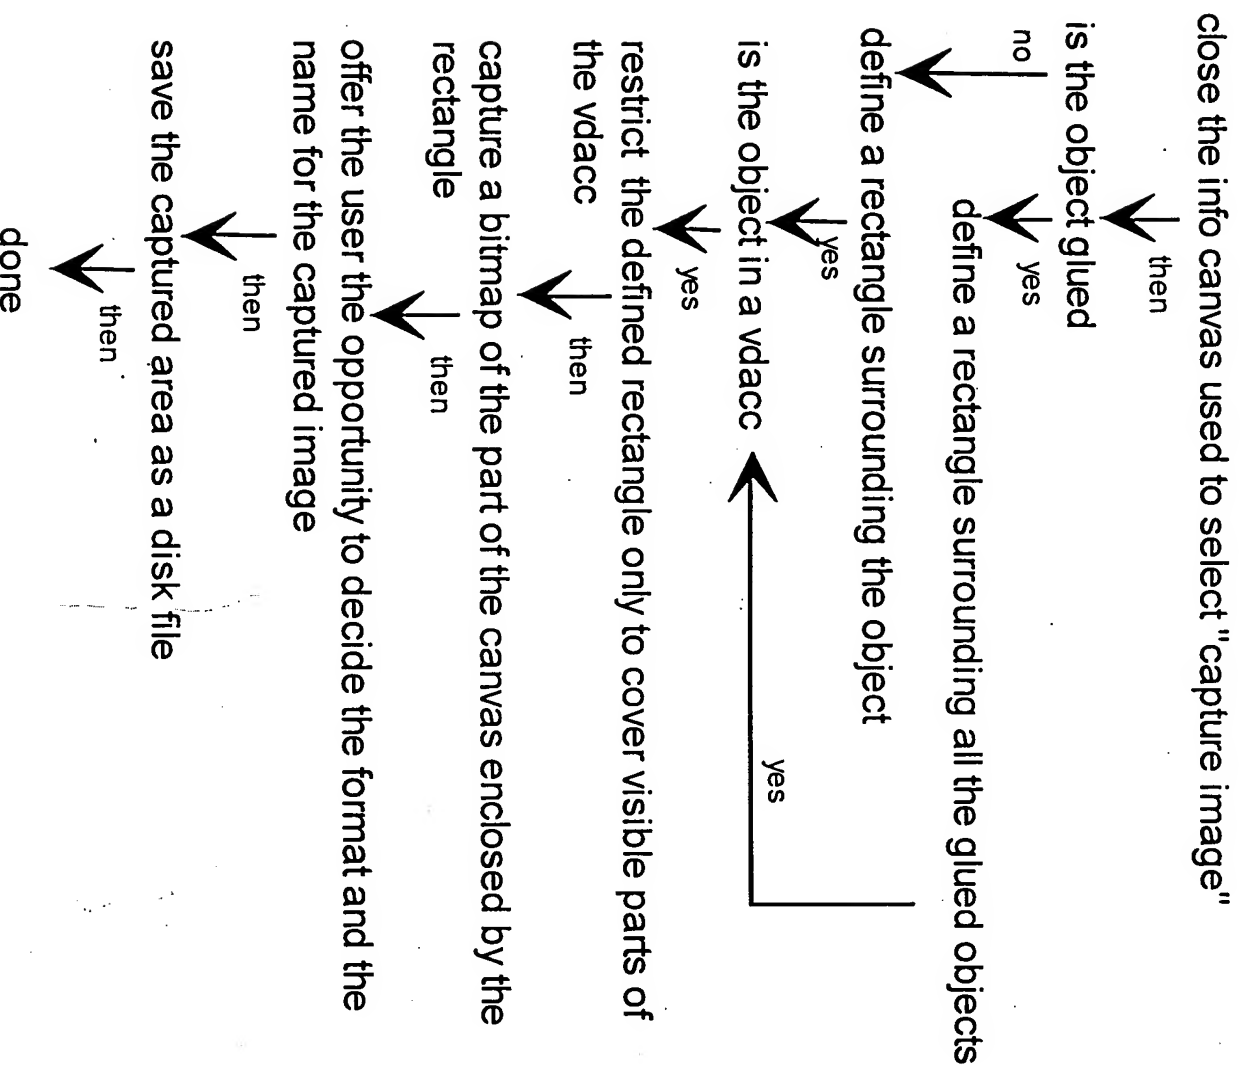 close the info canvas used to select "capture image"
then
is the object glued
no
yes
define a rectangle surrounding all the glued objects
define a rectangle surrounding the object
yes
yes
is the object in a vdacc
yes
restrict the defined rectangle only to cover visible parts of
the vdacc
then
capture a bitmap of the part of the canvas enclosed by the
rectangle
then
offer the user the opportunity to decide the format and the
name for the captured image
then
save the captured area as a disk file
then
done